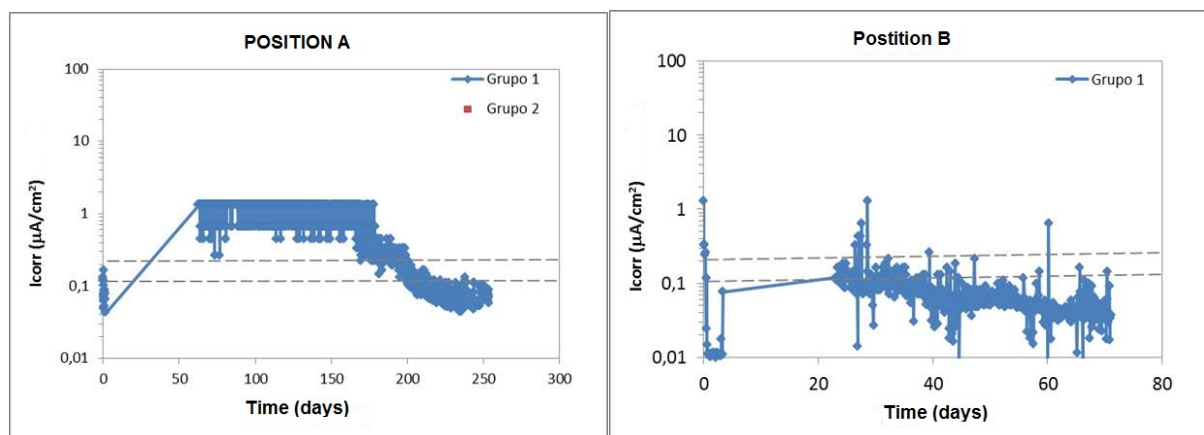 POSITION A
100
10
1
0,1
0,01
Icorr (µA/cm²)
0 50 100 150 200 250 300
Time (days)
Grupo 1
Grupo 2
Postition B
100
10
1
0,1
0,01
Icorr (µA/cm²)
0 20 40 60 80
Time (days)
Grupo 1